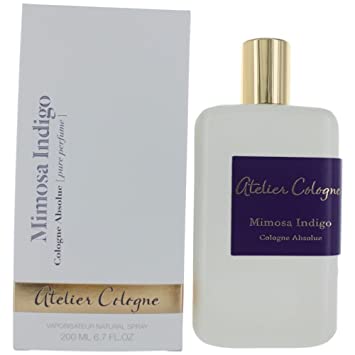 Mimosa Indigo
Cologne Absolue [pure perfume]
Atelier Cologne
VAPORISATEUR NATURAL SPRAY
200 ML 6.7 FL.OZ
Atelier Cologne
Mimosa Indigo
Cologne Absolue